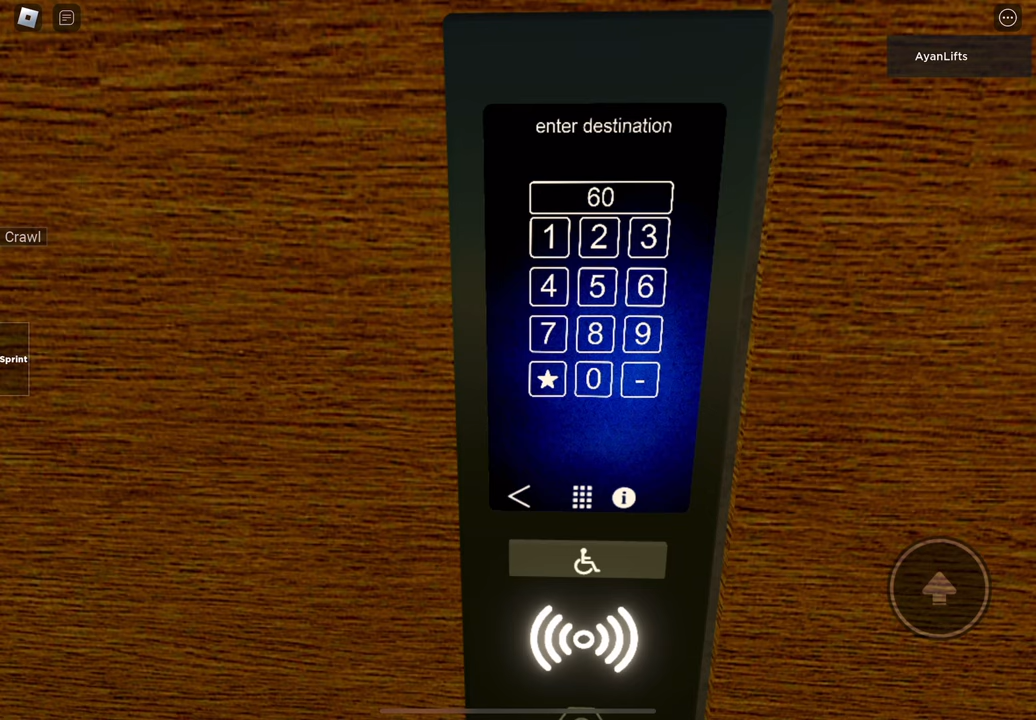 AyanLifts
enter destination
60
1 2 3
4 5 6
7 8 9
★ 0 -
Crawl
Sprint